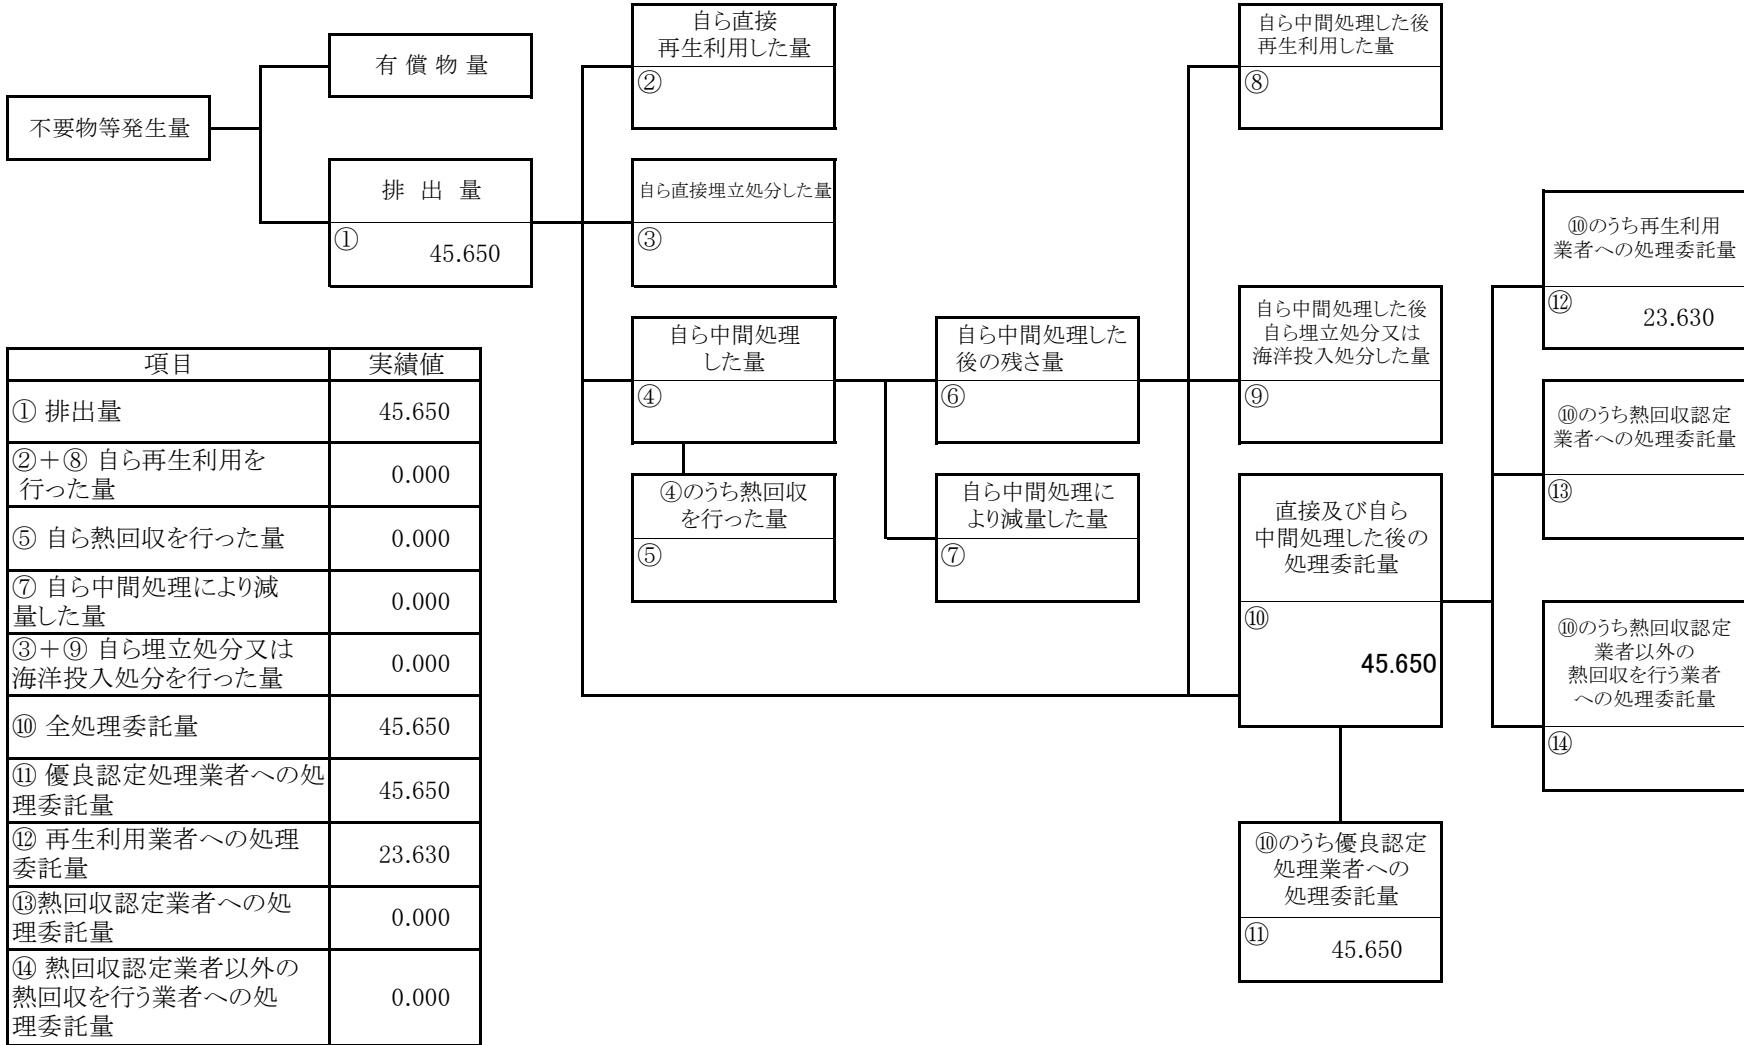 不要物等発生量
有 償 物 量
排 出 量
①
45.650
自ら直接
再生利用した量
②
自ら直接埋立処分した量
③
自ら中間処理
した量
④
④のうち熱回収
を行った量
⑤
自ら中間処理した
後の残さ量
⑥
自ら中間処理に
より減量した量
⑦
自ら中間処理した後
再生利用した量
⑧
自ら中間処理した後
自ら埋立処分又は
海洋投入処分した量
⑨
直接及び自ら
中間処理した後の
処理委託量
⑩
45.650
⑩のうち優良認定
処理業者への
処理委託量
⑪
45.650
⑩のうち再生利用
業者への処理委託量
⑫
23.630
⑩のうち熱回収認定
業者への処理委託量
⑬
⑩のうち熱回収認定
業者以外の
熱回収を行う業者
への処理委託量
⑭
項目 実績値
① 排出量 45.650
②＋⑧ 自ら再生利用を
行った量 0.000
⑤ 自ら熱回収を行った量 0.000
⑦ 自ら中間処理により減
量した量 0.000
③＋⑨ 自ら埋立処分又は
海洋投入処分を行った量 0.000
⑩ 全処理委託量 45.650
⑪ 優良認定処理業者への処
理委託量 45.650
⑫ 再生利用業者への処理
委託量 23.630
⑬熱回収認定業者への処
理委託量 0.000
⑭ 熱回収認定業者以外の
熱回収を行う業者への処
理委託量 0.000